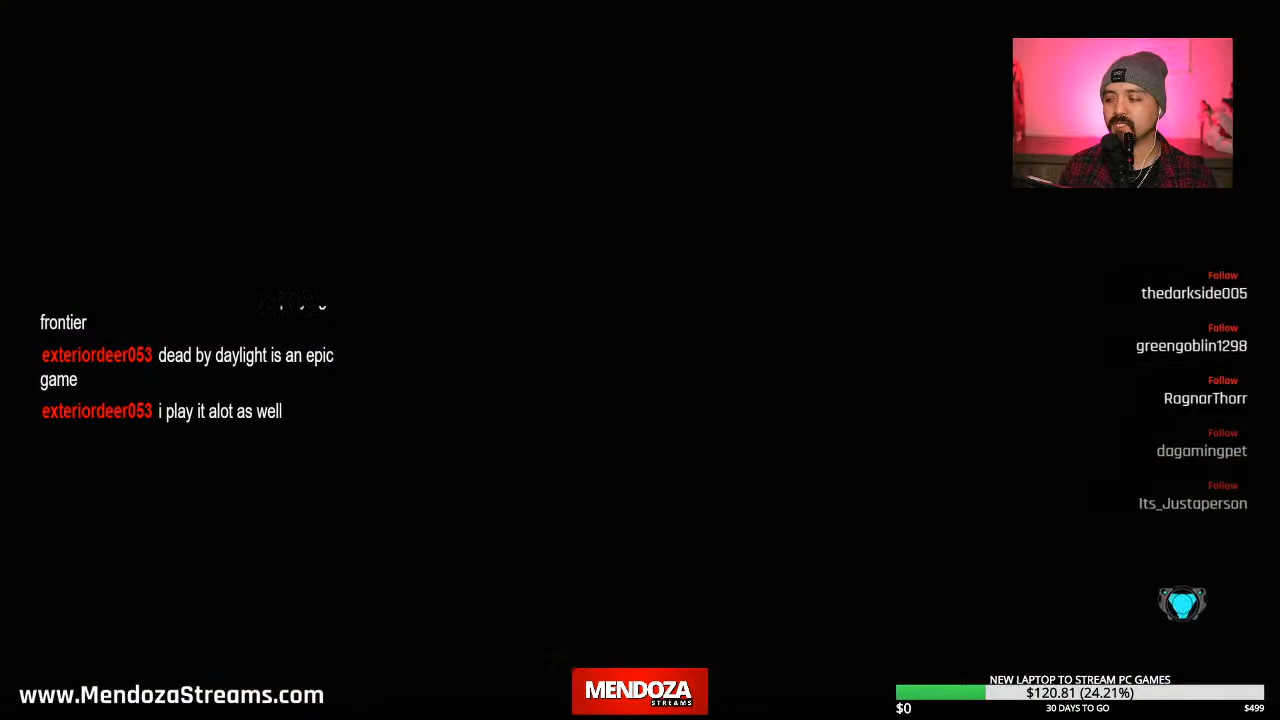 frontier
exteriordeer053 dead by daylight is an epic
game
exteriordeer053 i play it alot as well
Follow
thedarkside005
Follow
greengoblin1298
Follow
RagnarThorr
Follow
dagamingpet
Follow
Its_Justaperson
www.MendozaStreams.com
MENDOZA
STREAMS
NEW LAPTOP TO STREAM PC GAMES
$120.81 (24.21%)
$0 30 DAYS TO GO $499